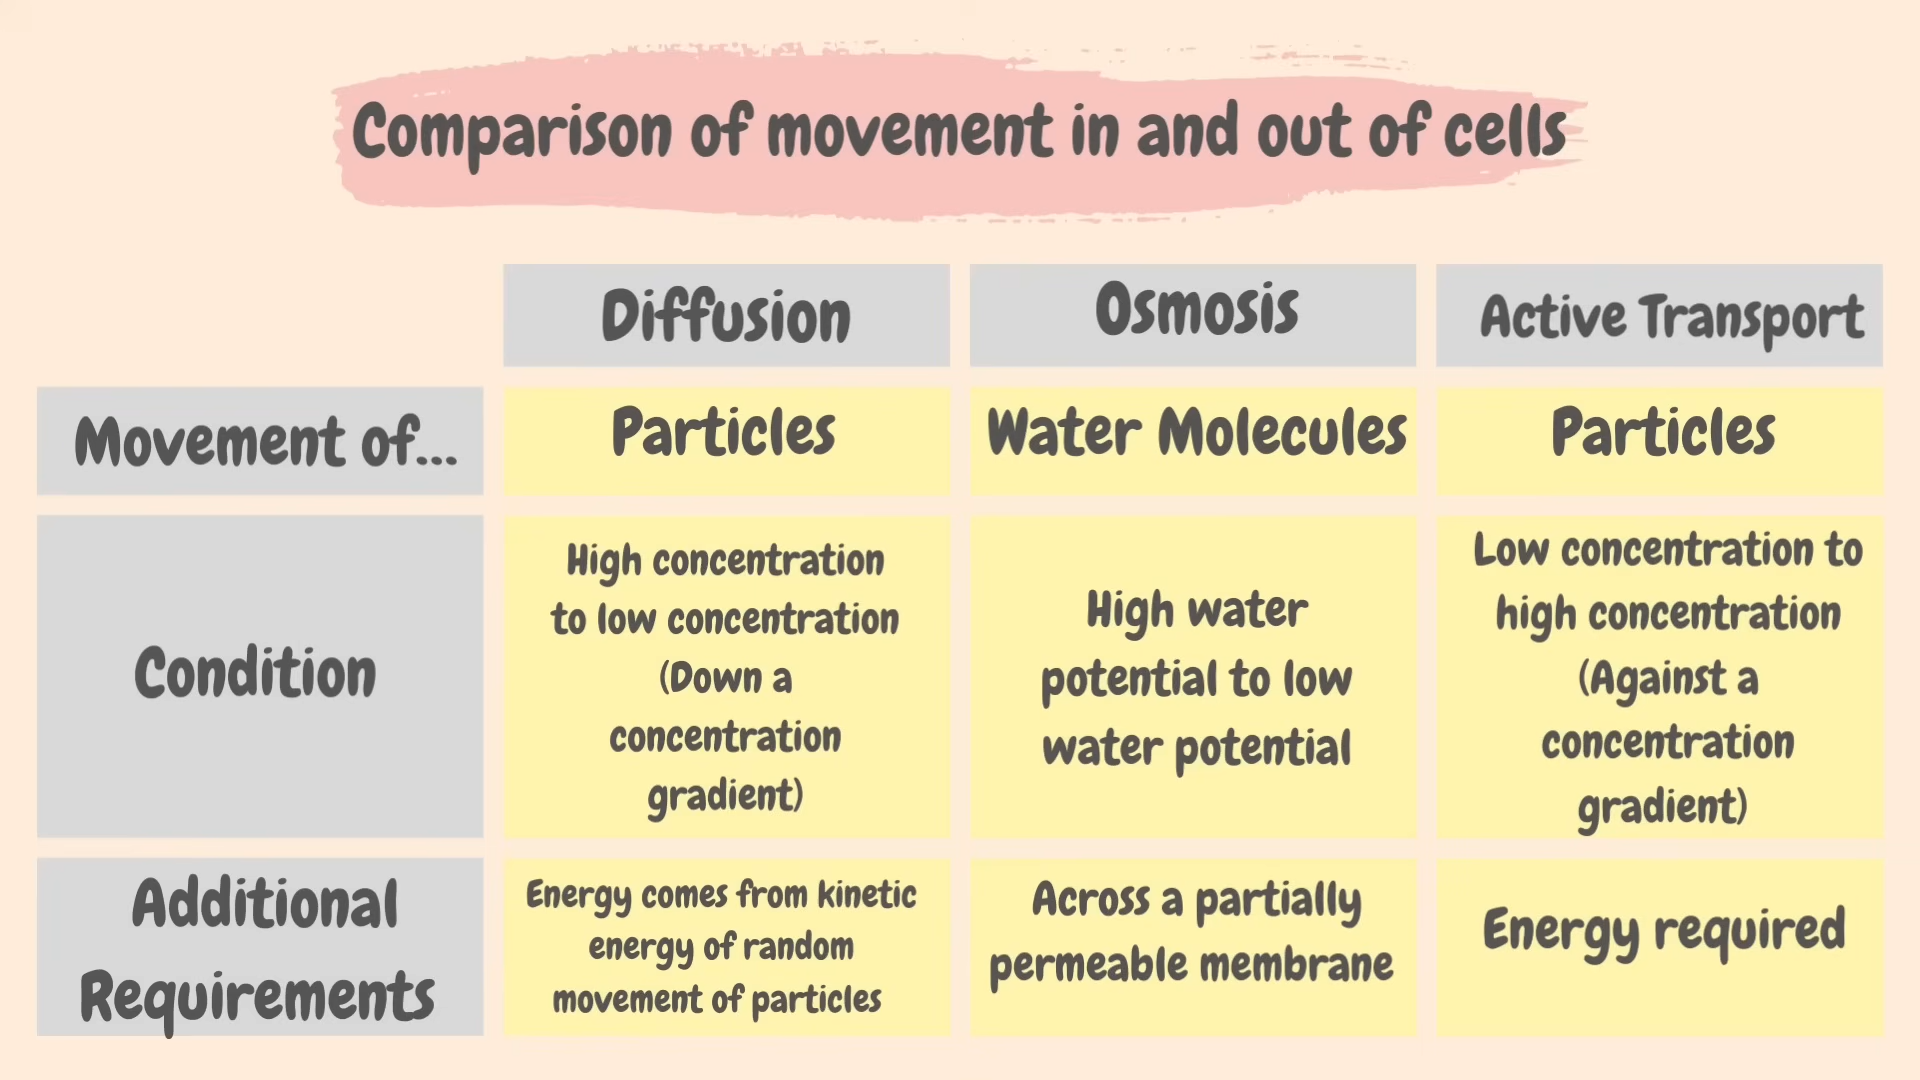 Comparison of movement in and out of cells
Diffusion
Osmosis
Active Transport
Movement of...
Particles
Water Molecules
Particles
Condition
High concentration
to low concentration
(Down a
concentration
gradient)
High water
potential to low
water potential
Low concentration to
high concentration
(Against a
concentration
gradient)
Additional
Requirements
Energy comes from kinetic
energy of random
movement of particles
Across a partially
permeable membrane
Energy required